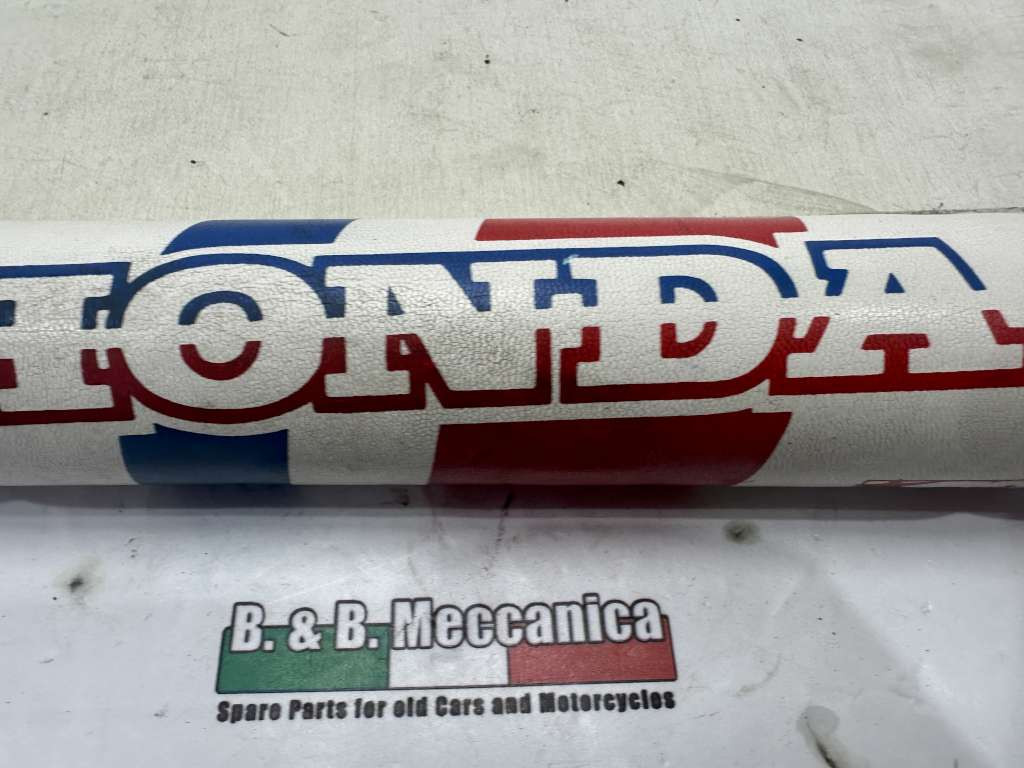 HONDA
B. & B. Meccanica
Spare Parts for old Cars and Motorcycles